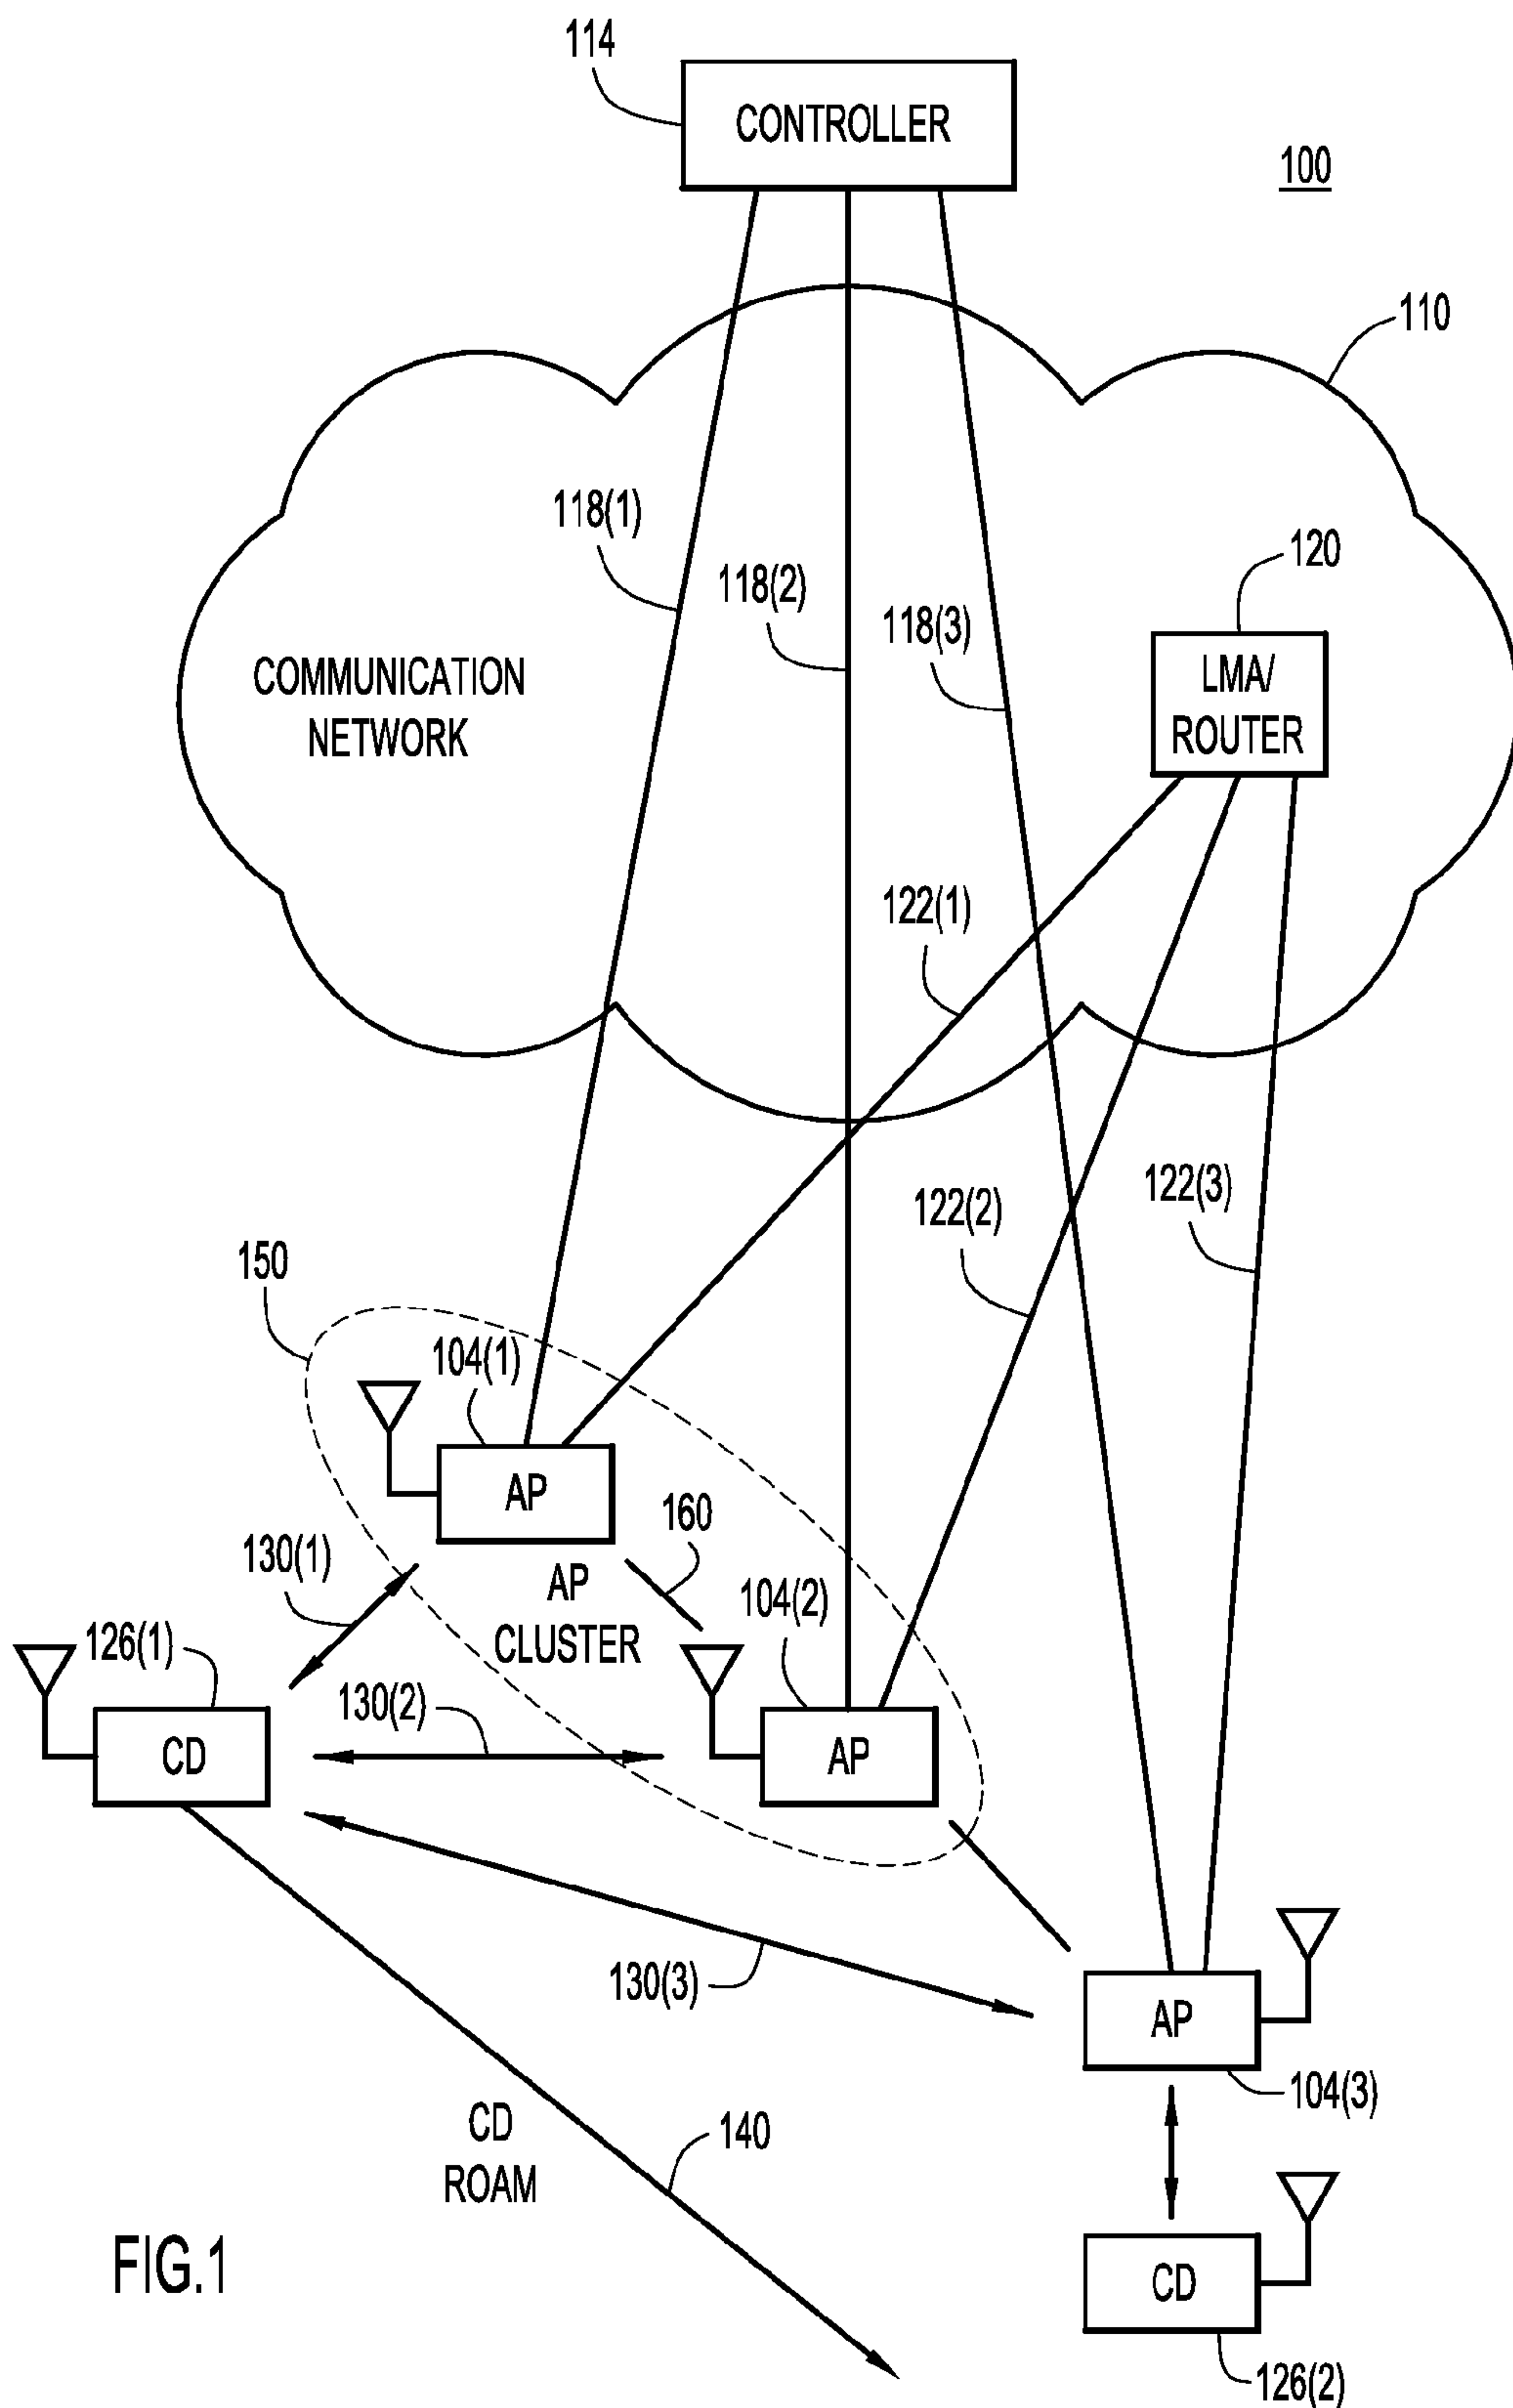 114
CONTROLLER
100
110
118(1)
118(2)
118(3)
120
COMMUNICATION
NETWORK
LMA/
ROUTER
122(1)
122(2)
122(3)
150
104(1)
AP
160
130(1)
AP
CLUSTER
104(2)
126(1)
130(2)
CD
AP
130(3)
AP
104(3)
CD
ROAM
140
FIG.1
CD
126(2)